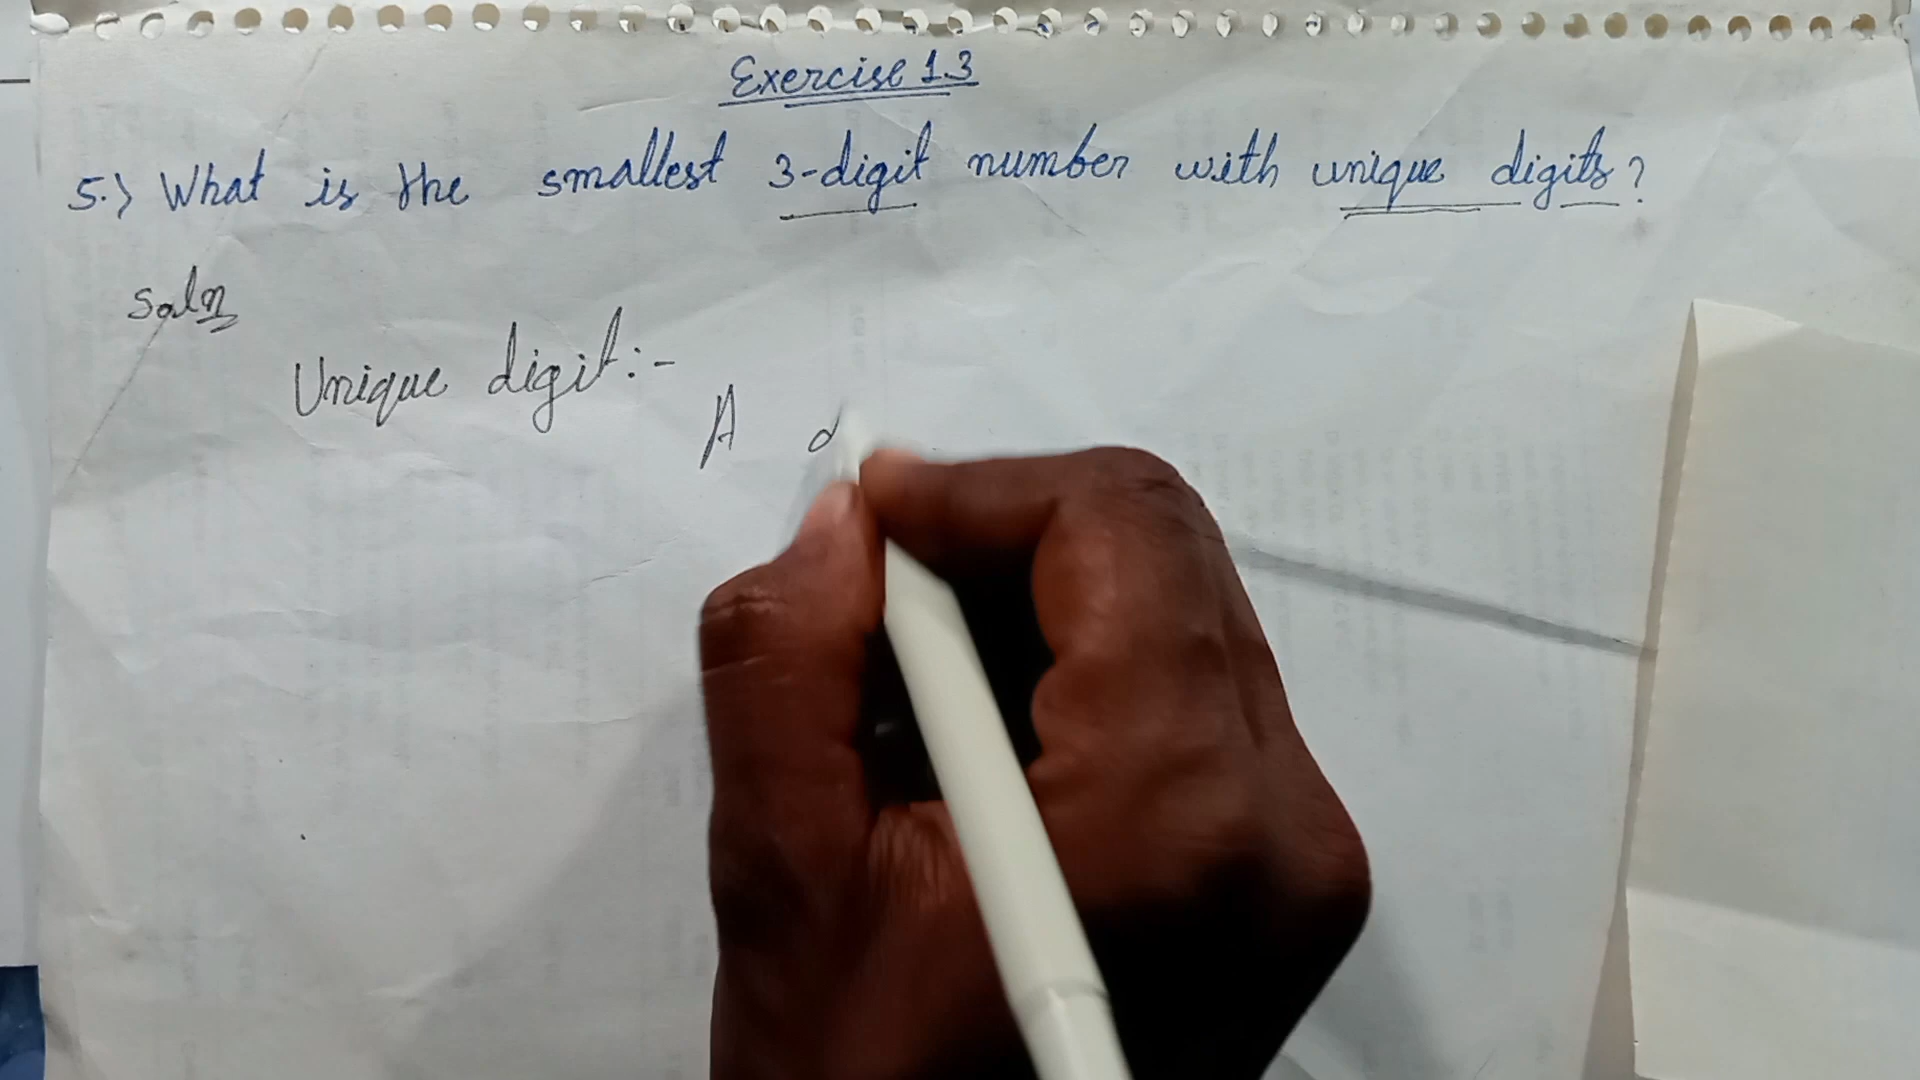 Exercise 1.3
5.) What is the smallest 3-digit number with unique digits?
Soln
Unique digit:-
A d